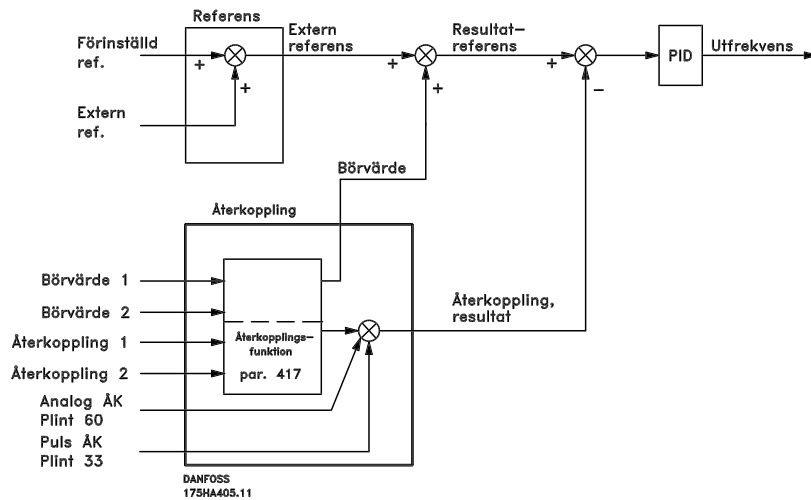 Referens
Förinställd
ref.
Extern
referens
Resultat–
referens
PID
Utfrekvens
+
+
+
+
+
–
Extern
ref.
Börvärde
Återkoppling
Börvärde 1
Börvärde 2
Återkoppling 1
Återkoppling 2
Återkopplings–
funktion
par. 417
Återkoppling,
resultat
Analog ÅK
Plint 60
Puls ÅK
Plint 33
DANFOSS
175HA405.11